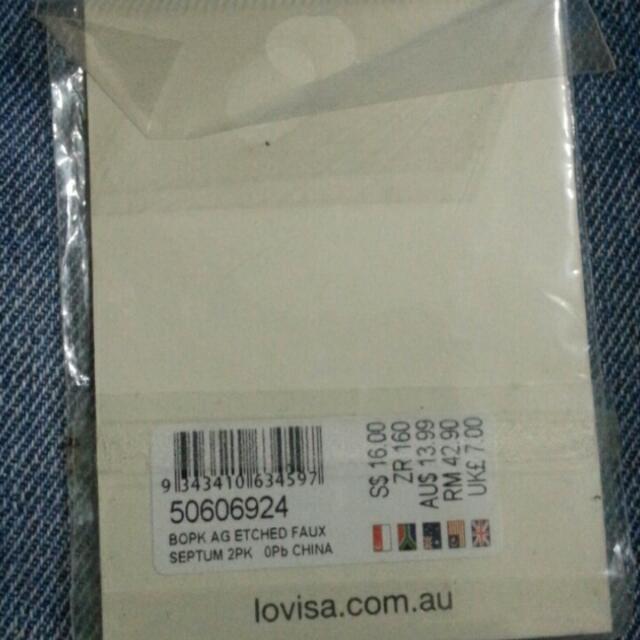 9 343410 634597
50606924
BOPK AG ETCHED FAUX
SEPTUM 2PK 0Pb CHINA
S$ 16.00
ZR 160
AU$ 13.99
RM 42.90
UK£ 7.00
lovisa.com.au